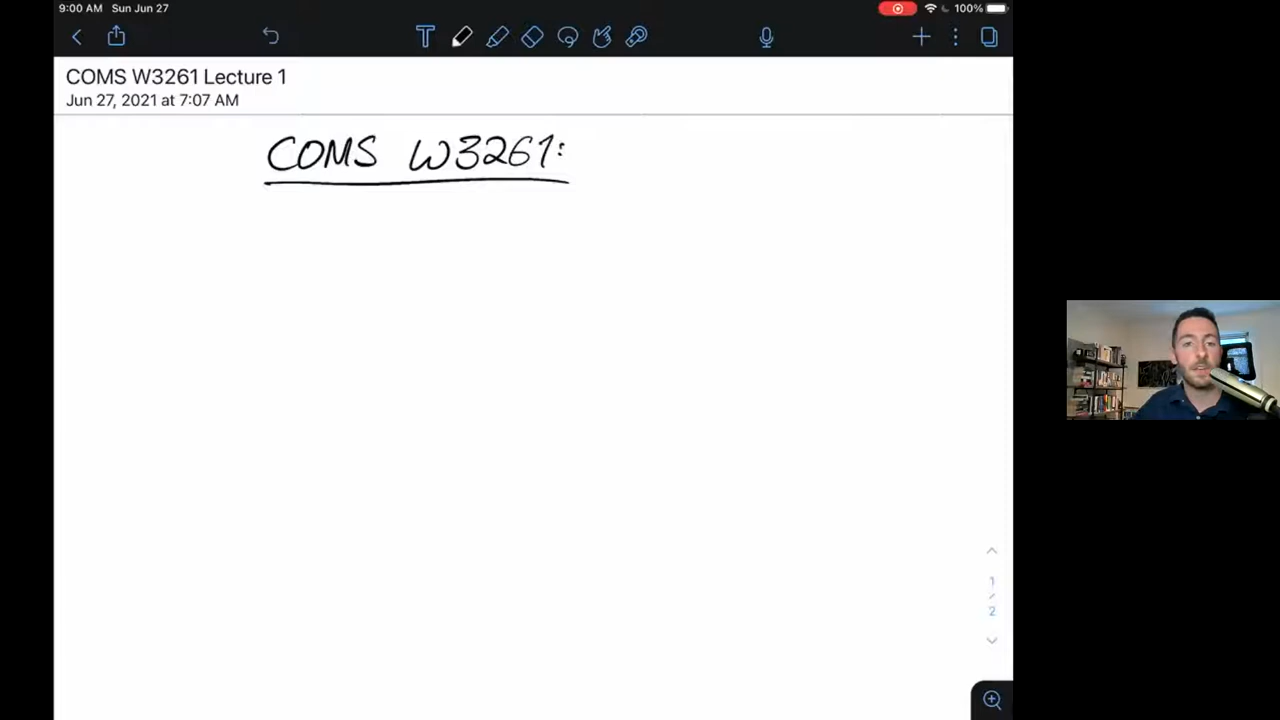 9:00 AM Sun Jun 27
100%
T
COMS W3261 Lecture 1
Jun 27, 2021 at 7:07 AM
COMS W3261:
1
/
2